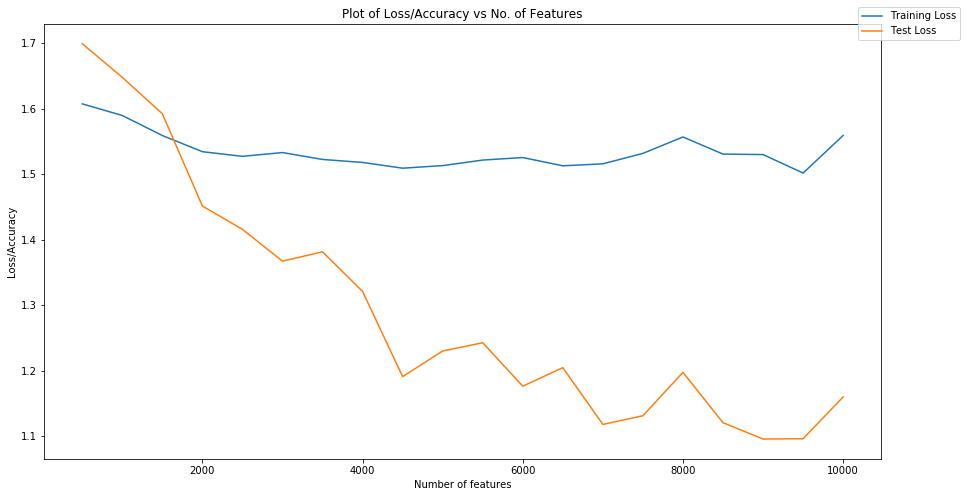 Plot of Loss/Accuracy vs No. of Features
Training Loss
Test Loss
1.7
1.6
1.5
1.4
1.3
1.2
1.1
Loss/Accuracy
2000
4000
6000
8000
10000
Number of features